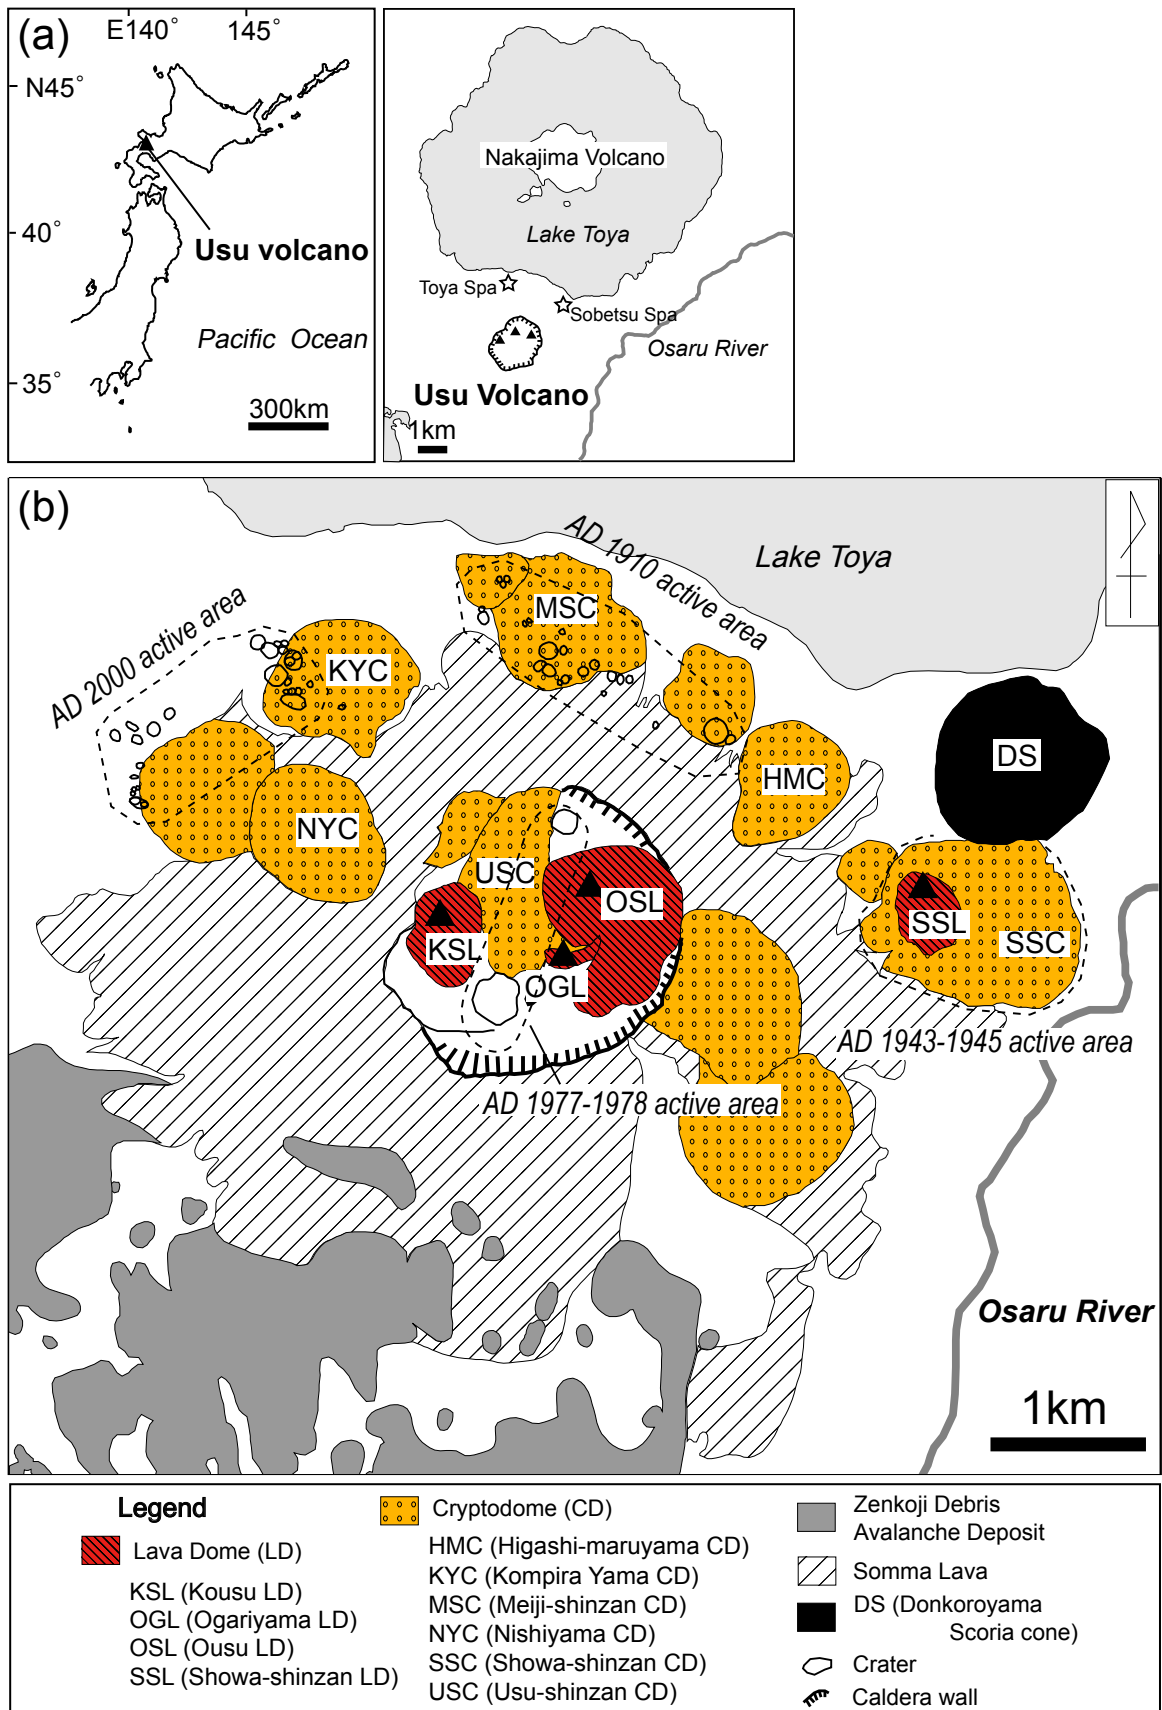 (a)
E140° 145°
N45°
40°
35°
Usu volcano
Pacific Ocean
300km
Nakajima Volcano
Lake Toya
Toya Spa
Sobetsu Spa
Osaru River
Usu Volcano
1km
(b)
Lake Toya
AD 1910 active area
AD 2000 active area
MSC
KYC
DS
HMC
NYC
USC
OSL
KSL
SSL
SSC
OGL
AD 1943-1945 active area
AD 1977-1978 active area
Osaru River
1km
Legend
Lava Dome (LD)
KSL (Kousu LD)
OGL (Ogariyama LD)
OSL (Ousu LD)
SSL (Showa-shinzan LD)
Cryptodome (CD)
HMC (Higashi-maruyama CD)
KYC (Kompira Yama CD)
MSC (Meiji-shinzan CD)
NYC (Nishiyama CD)
SSC (Showa-shinzan CD)
USC (Usu-shinzan CD)
Zenkoji Debris
Avalanche Deposit
Somma Lava
DS (Donkoroyama
Scoria cone)
Crater
Caldera wall